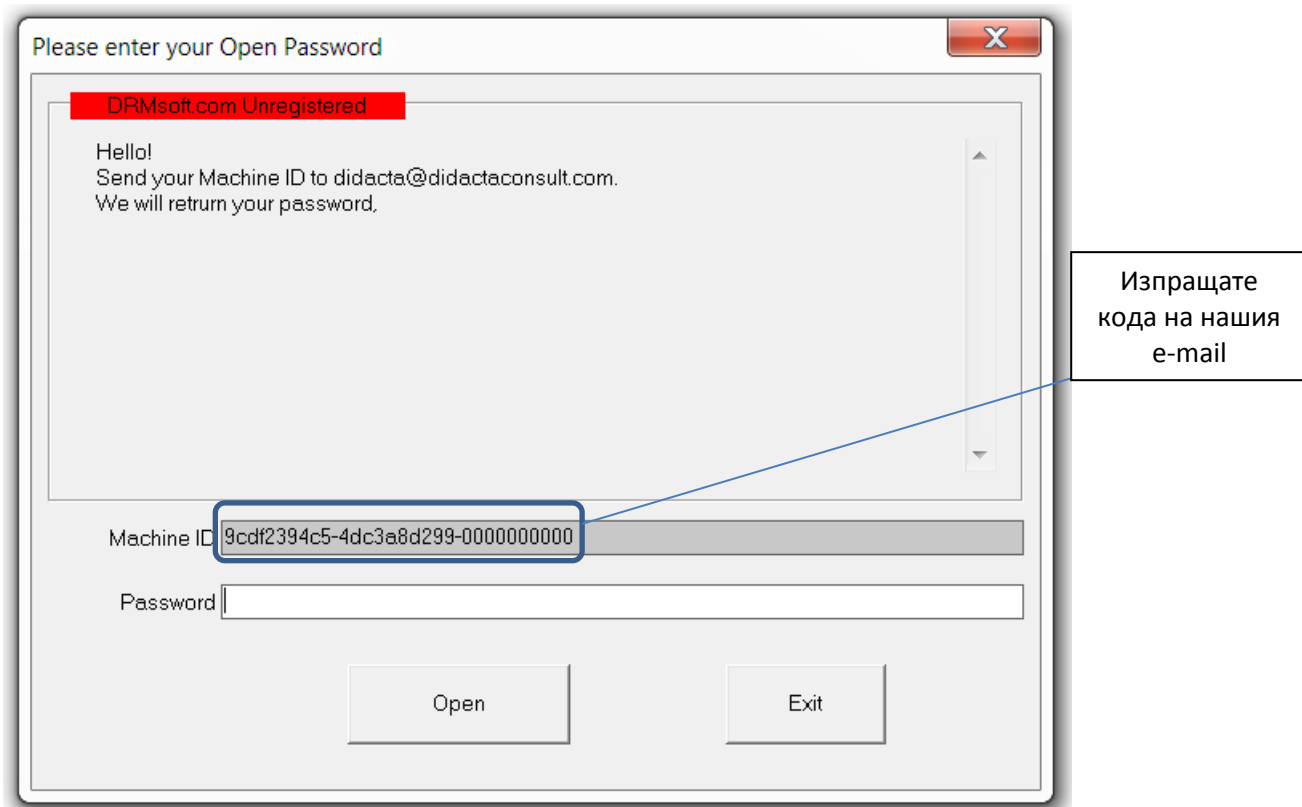 Please enter your Open Password
DRMsoft.com Unregistered
Hello!
Send your Machine ID to didacta@didactaconsult.com.
We will retrurn your password,
Изпращате
кода на нашия
e-mail
Machine ID 9cdf2394c5-4dc3a8d299-0000000000
Password
Open Exit